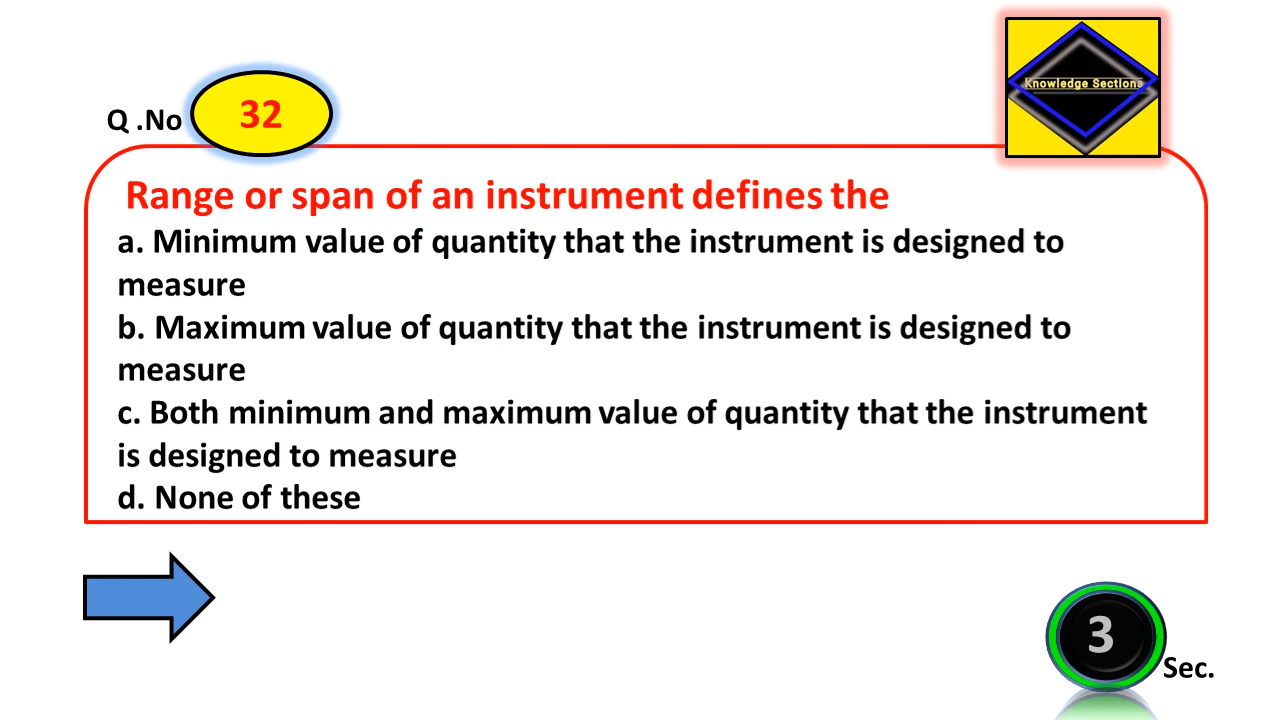 Knowledge Sections
Q .No 32
Range or span of an instrument defines the
a. Minimum value of quantity that the instrument is designed to
measure
b. Maximum value of quantity that the instrument is designed to
measure
c. Both minimum and maximum value of quantity that the instrument
is designed to measure
d. None of these
3
Sec.